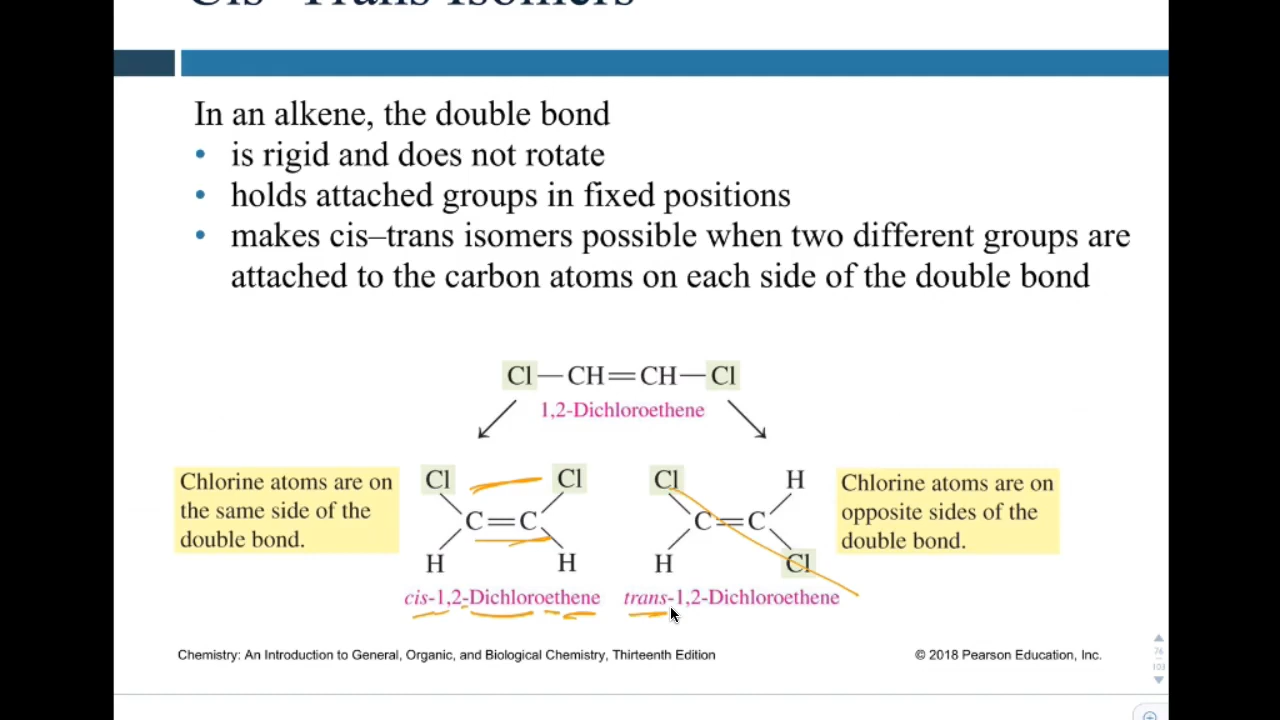 Cis–Trans Isomers
In an alkene, the double bond
• is rigid and does not rotate
• holds attached groups in fixed positions
• makes cis–trans isomers possible when two different groups are
attached to the carbon atoms on each side of the double bond
Cl—CH=CH—Cl
1,2-Dichloroethene
Chlorine atoms are on
the same side of the
double bond.
Cl Cl
C=C
H H
cis-1,2-Dichloroethene
Cl H
C=C
H Cl
trans-1,2-Dichloroethene
Chlorine atoms are on
opposite sides of the
double bond.
Chemistry: An Introduction to General, Organic, and Biological Chemistry, Thirteenth Edition
© 2018 Pearson Education, Inc.
76
103